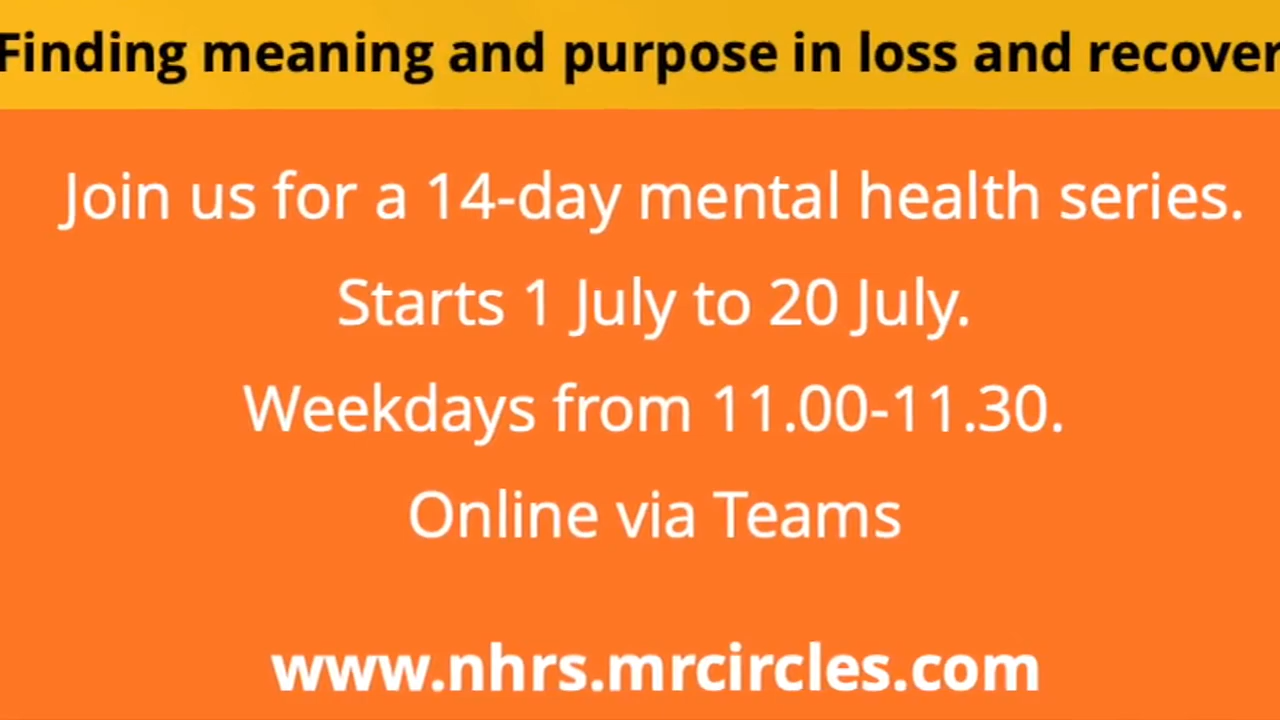 Finding meaning and purpose in loss and recover
Join us for a 14-day mental health series.
Starts 1 July to 20 July.
Weekdays from 11.00-11.30.
Online via Teams
www.nhrs.mrcircles.com